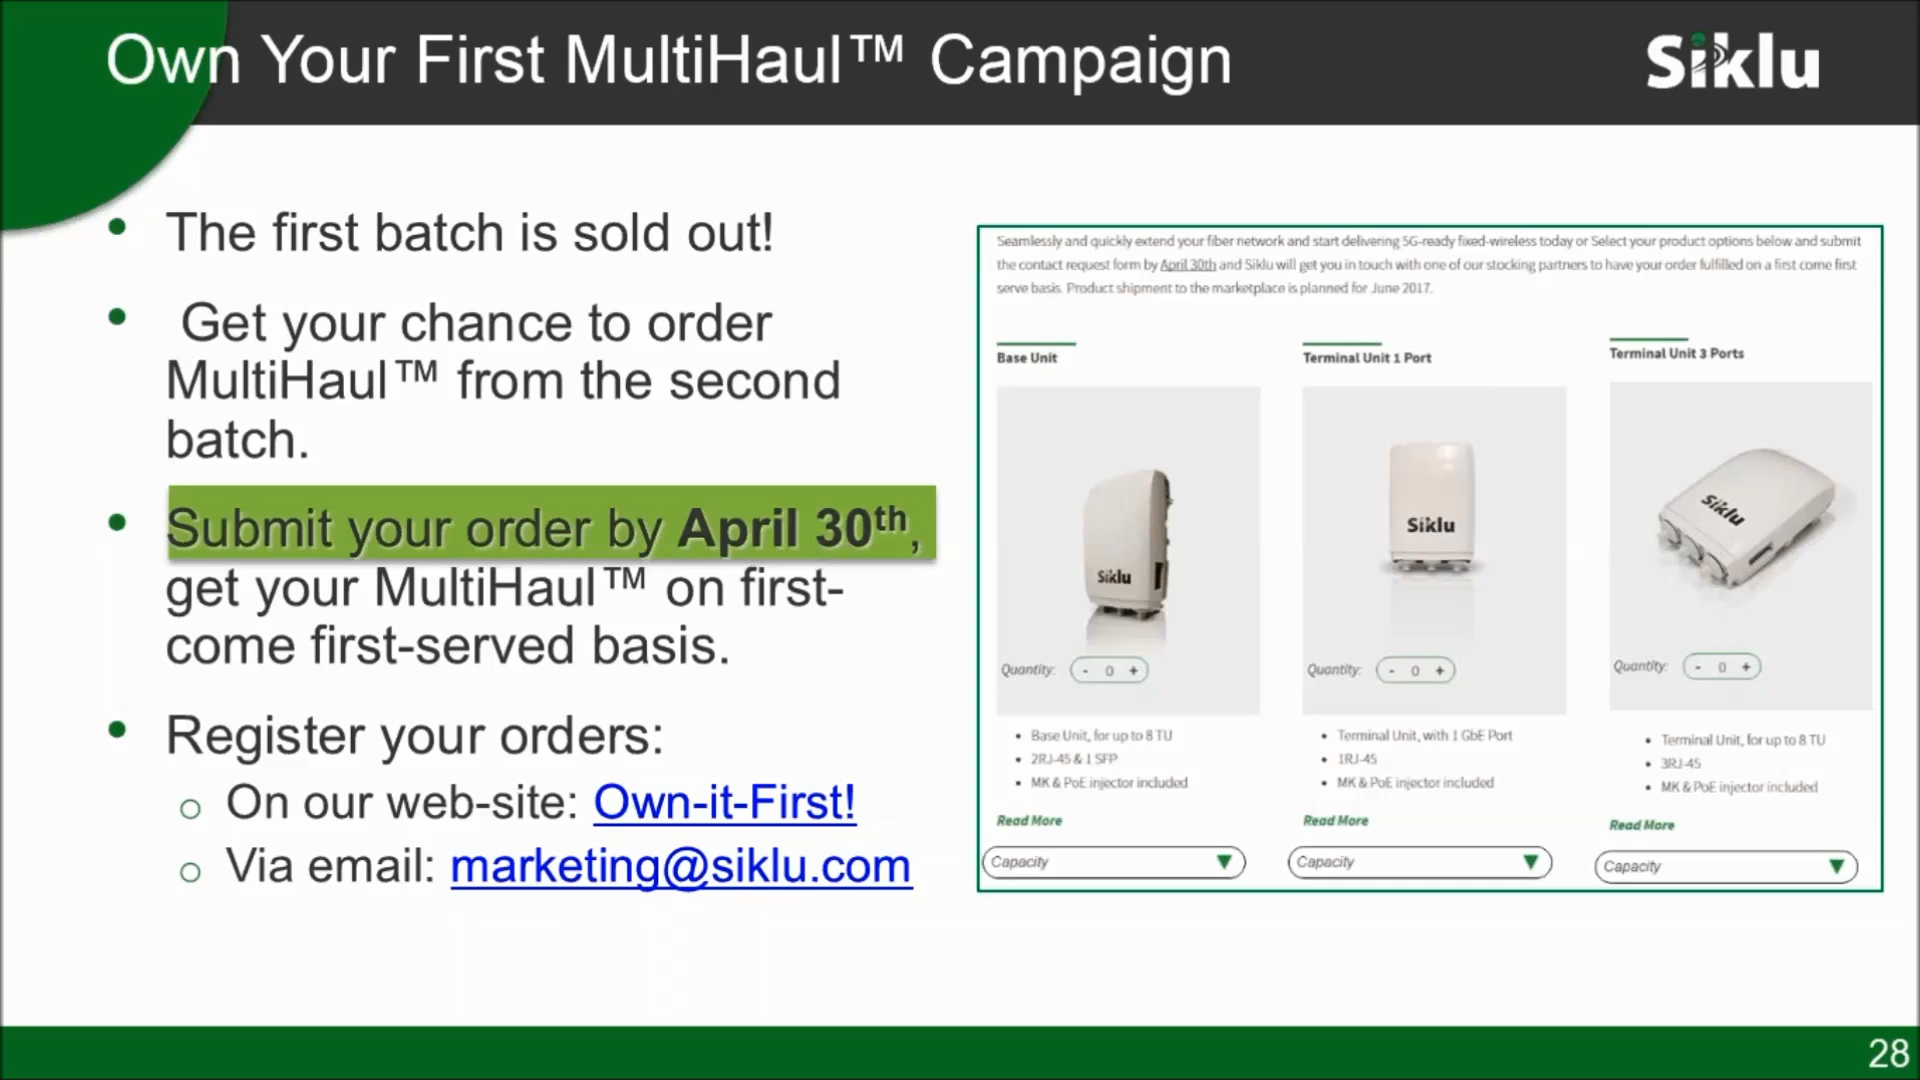 Own Your First MultiHaul™ Campaign
Siklu
• The first batch is sold out!
• Get your chance to order
MultiHaul™ from the second
batch.
• Submit your order by April 30th,
get your MultiHaul™ on first-
come first-served basis.
• Register your orders:
o On our web-site: Own-it-First!
o Via email: marketing@siklu.com
Seamlessly and quickly extend your fiber network and start delivering 5G-ready fixed-wireless today or Select your product options below and submit
the contact request form by April 30th and Siklu will get you in touch with one of our stocking partners to have your order fulfilled on a first come first
serve basis. Product shipment to the marketplace is planned for June 2017.
Base Unit
Siklu
Quantity: - 0 +
• Base Unit, for up to 8 TU
• 2RJ-45 & 1 SFP
• MK & PoE injector included
Read More
Capacity
Terminal Unit 1 Port
Siklu
Quantity: - 0 +
• Terminal Unit, with 1 GbE Port
• 1RJ-45
• MK & PoE injector included
Read More
Capacity
Terminal Unit 3 Ports
Siklu
Quantity: - 0 +
• Terminal Unit, for up to 8 TU
• 3RJ-45
• MK & PoE injector included
Read More
Capacity
28